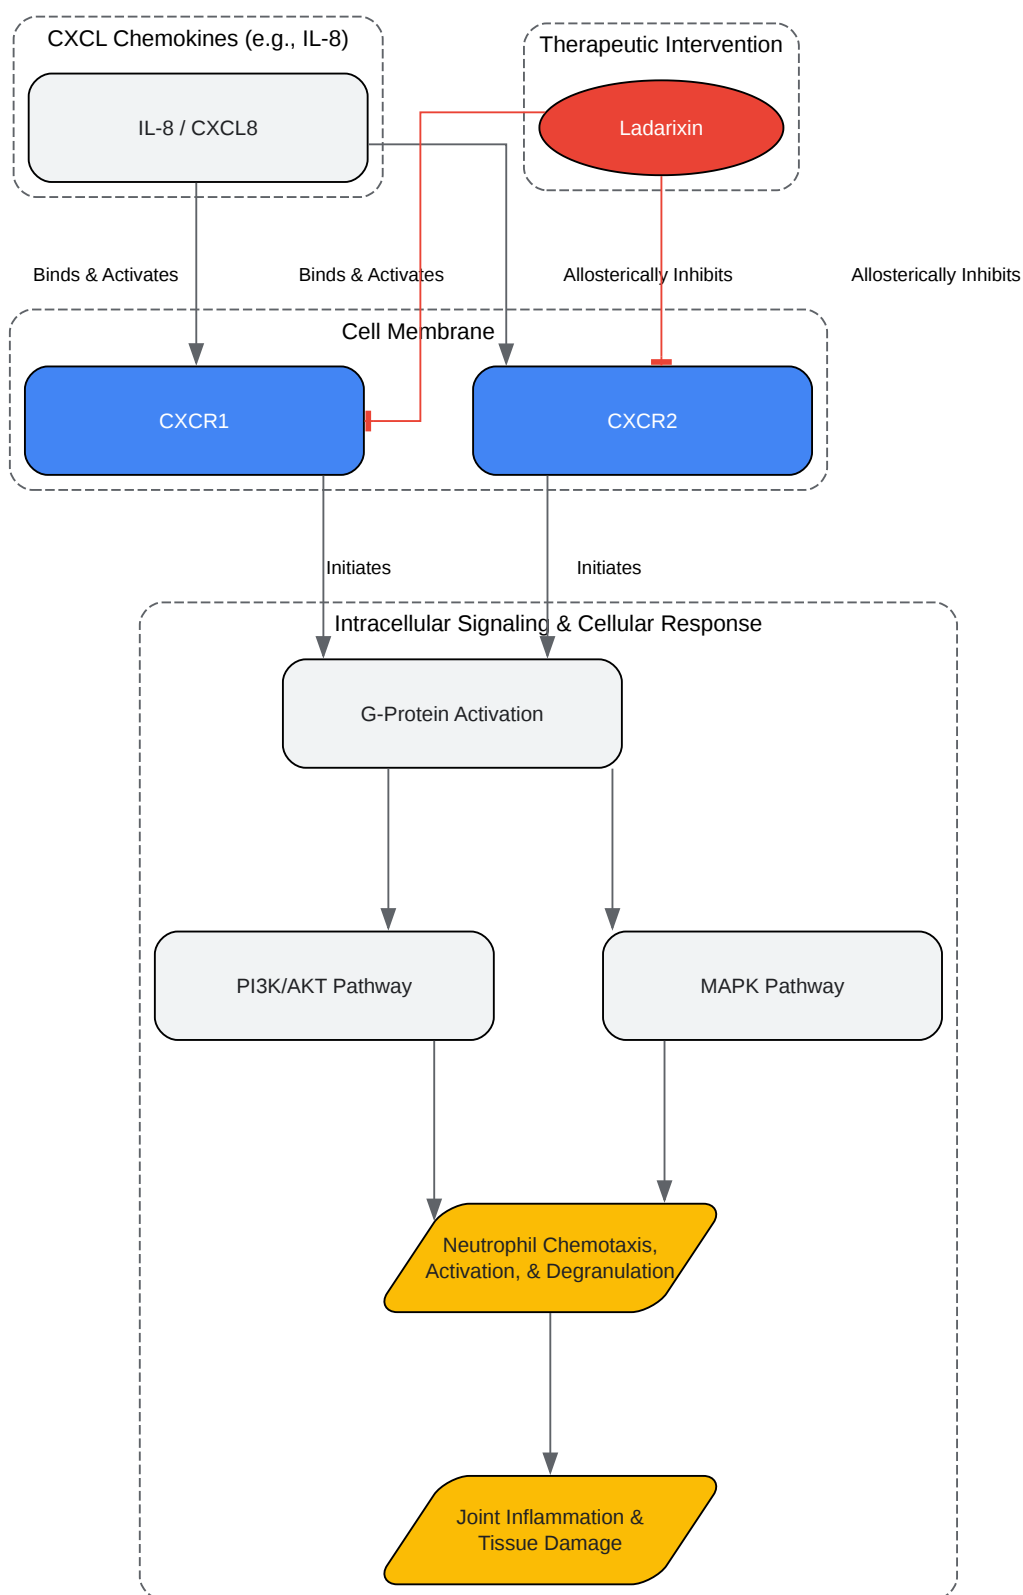 CXCL Chemokines (e.g., IL-8)
Therapeutic Intervention
IL-8 / CXCL8
Ladarixin
Binds & Activates
Binds & Activates
Allosterically Inhibits
Allosterically Inhibits
Cell Membrane
CXCR1
CXCR2
Initiates
Initiates
Intracellular Signaling & Cellular Response
G-Protein Activation
PI3K/AKT Pathway
MAPK Pathway
Neutrophil Chemotaxis,
Activation, & Degranulation
Joint Inflammation &
Tissue Damage